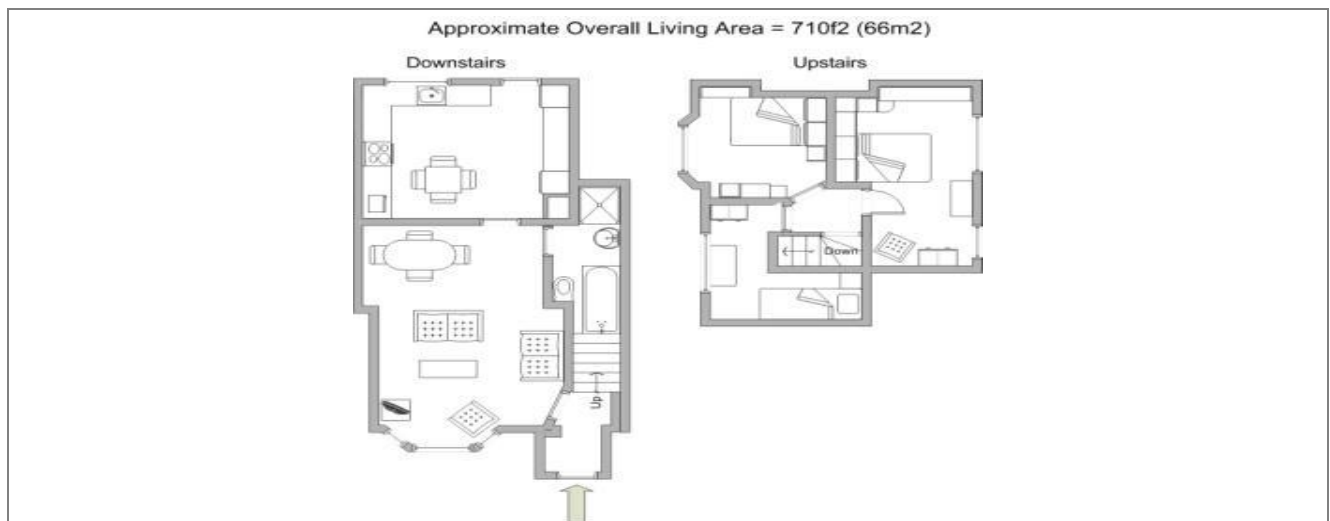 Approximate Overall Living Area = 710f2 (66m2)
Downstairs
Upstairs
Down
Up